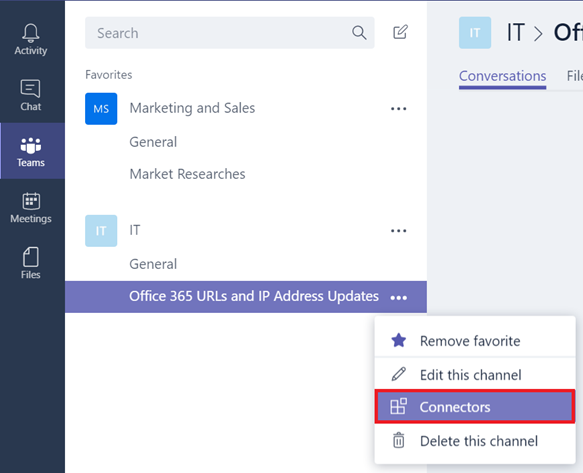 Activity
Chat
Teams
Meetings
Files
Search
Favorites
MS Marketing and Sales
General
Market Researches
IT IT
General
Office 365 URLs and IP Address Updates
Remove favorite
Edit this channel
Connectors
Delete this channel
IT IT > Of
Conversations File